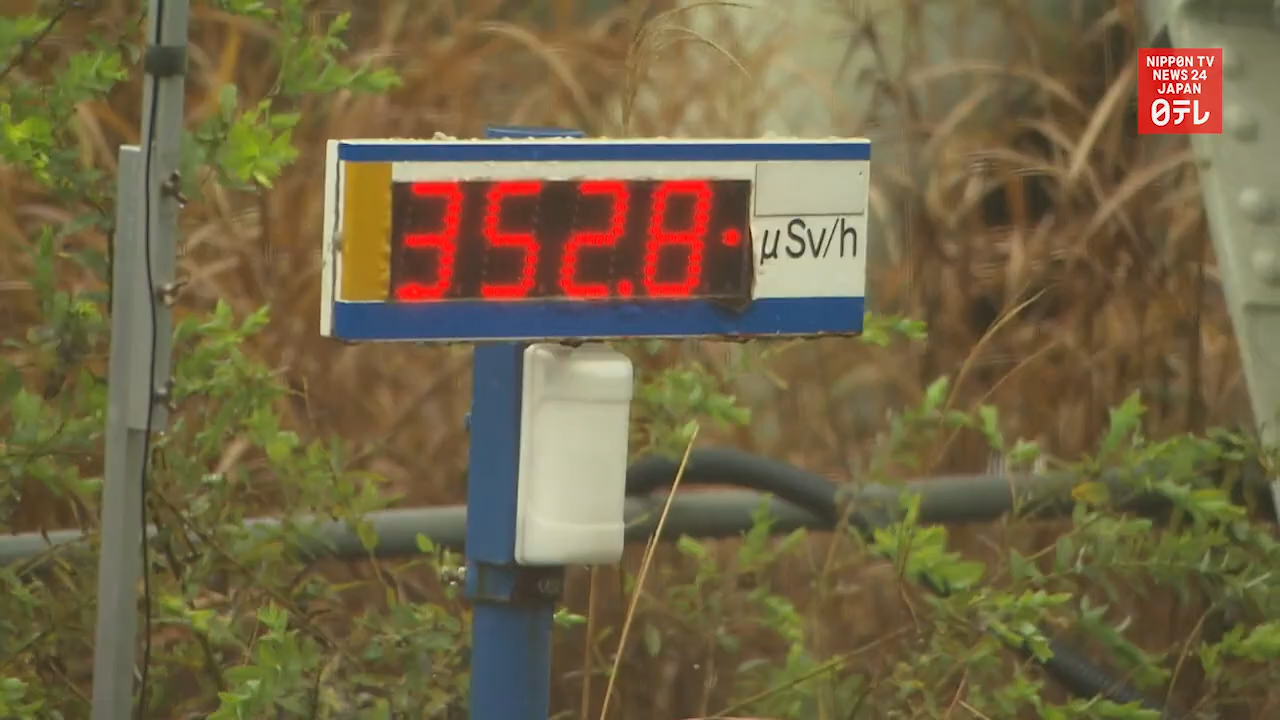 NIPPON TV
NEWS 24
JAPAN
日テレ
352.8
μSv/h